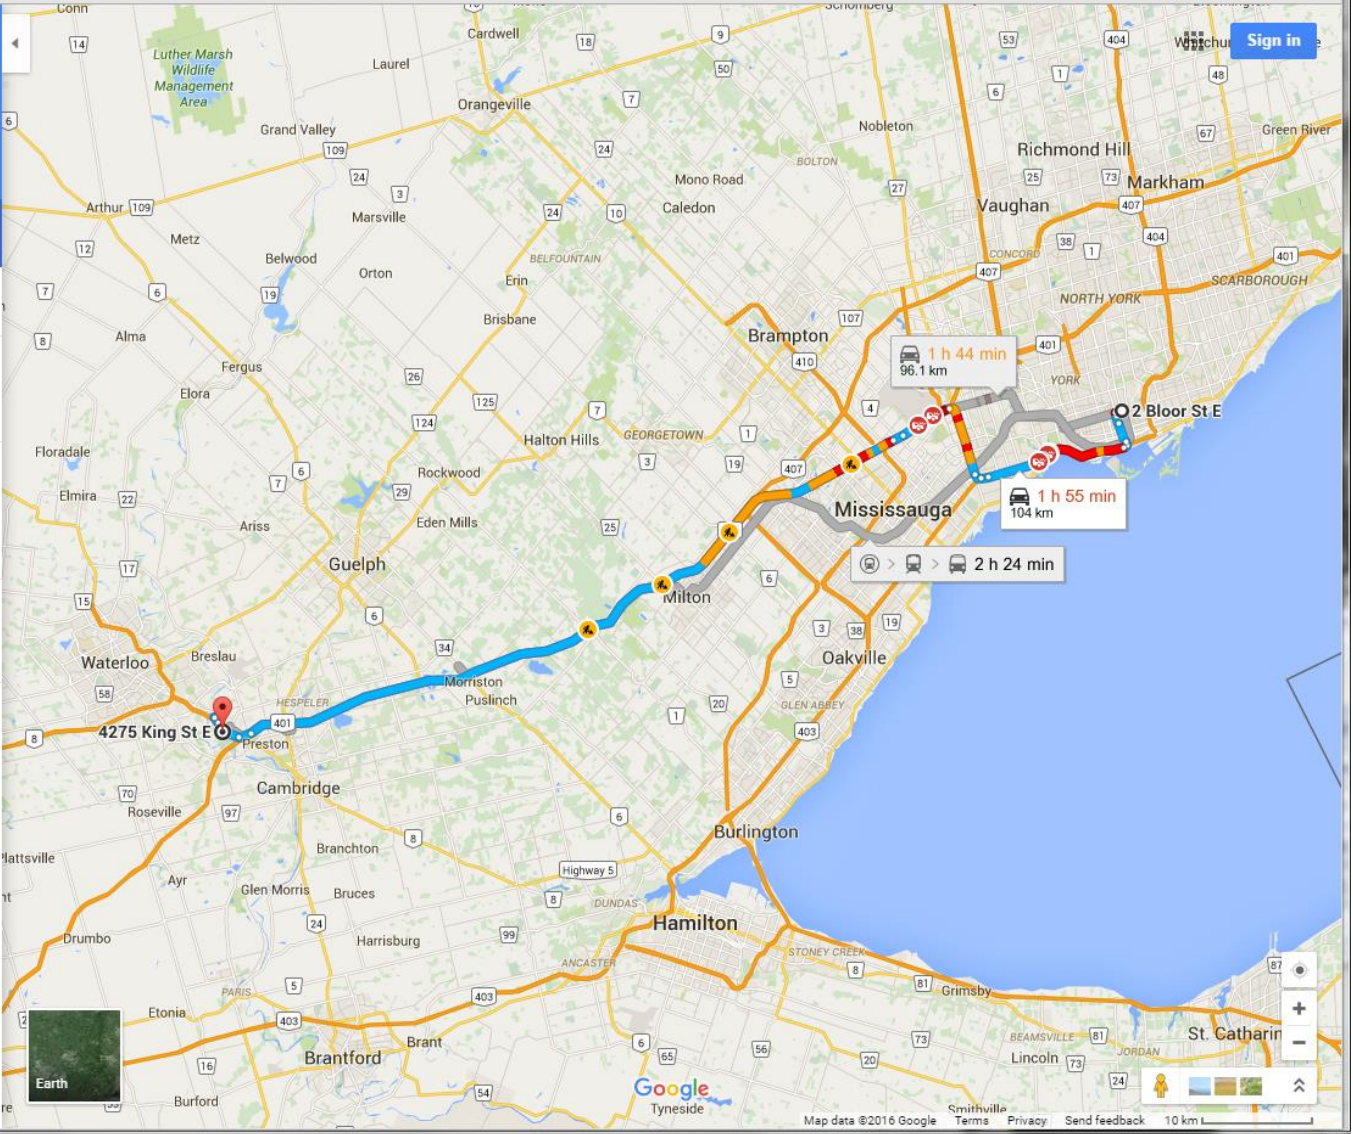 Conn
Schomberg
14
Cardwell
18
9
53
404
Sign in
Luther Marsh
Wildlife
Management
Area
Laurel
50
1
48
6
Orangeville
7
6
Grand Valley
Nobleton
67
Green River
109
24
Richmond Hill
BOLTON
24
3
Mono Road
27
25
73
Markham
Arthur
109
Marsville
24
10
Caledon
Vaughan
407
Metz
38
1
404
12
Belwood
BELFOUNTAIN
CONCORD
401
Orton
407
Erin
SCARBOROUGH
7
6
19
NORTH YORK
Brisbane
107
8
Alma
Brampton
401
1 h 44 min
96.1 km
Fergus
410
26
YORK
Elora
125
4
2 Bloor St E
7
124
GEORGETOWN
1
Halton Hills
Floradale
3
19
407
6
Rockwood
7
29
Elmira
22
Mississauga
1 h 55 min
104 km
Ariss
Eden Mills
25
Guelph
2 h 24 min
17
6
Milton
15
6
3
38
19
34
Waterloo
Breslau
Oakville
Morriston
5
58
Puslinch
HESPELER
20
GLEN ABBEY
1
401
4275 King St E
403
8
Preston
Cambridge
70
Roseville
97
6
Burlington
8
Plattsville
Branchton
Highway 5
Ayr
Glen Morris
Bruces
8
DUNDAS
24
Hamilton
99
Drumbo
Harrisburg
STONEY CREEK
ANCASTER
8
87
5
81
Grimsby
PARIS
403
Etonia
403
St. Catharin
Brant
6
73
BEAMSVILLE
81
Brantford
65
56
JORDAN
16
20
Lincoln
73
Earth
24
Google
54
Burford
Tyneside
Smithville
Map data ©2016 Google
Terms
Privacy
Send feedback
10 km